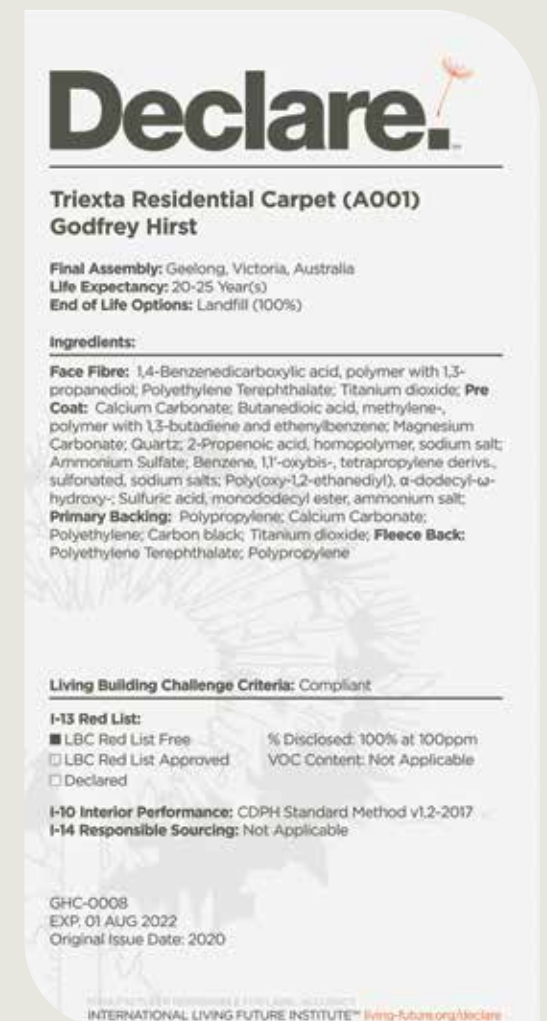 Declare.
Triexta Residential Carpet (A001)
Godfrey Hirst
Final Assembly: Geelong, Victoria, Australia
Life Expectancy: 20-25 Year(s)
End of Life Options: Landfill (100%)
Ingredients:
Face Fibre: 1,4-Benzenedicarboxylic acid, polymer with 1,3-
propanediol; Polyethylene Terephthalate; Titanium dioxide; Pre
Coat: Calcium Carbonate; Butanedioic acid, methylene-,
polymer with 1,3-butadiene and ethenylbenzene; Magnesium
Carbonate; Quartz; 2-Propenoic acid, homopolymer, sodium salt;
Ammonium Sulfate; Benzene, 1,1'-oxybis-, tetrapropylene derivs.,
sulfonated, sodium salts; Poly(oxy-1,2-ethanediyl), α-dodecyl-ω-
hydroxy-; Sulfuric acid, monododecyl ester, ammonium salt;
Primary Backing: Polypropylene; Calcium Carbonate;
Polyethylene; Carbon black; Titanium dioxide; Fleece Back:
Polyethylene Terephthalate; Polypropylene
Living Building Challenge Criteria: Compliant
I-13 Red List:
■ LBC Red List Free % Disclosed: 100% at 100ppm
□ LBC Red List Approved VOC Content: Not Applicable
□ Declared
I-10 Interior Performance: CDPH Standard Method v1.2-2017
I-14 Responsible Sourcing: Not Applicable
GHC-0008
EXP. 01 AUG 2022
Original Issue Date: 2020
MANUFACTURER RESPONSIBLE FOR LABEL ACCURACY
INTERNATIONAL LIVING FUTURE INSTITUTE™ living-future.org/declare